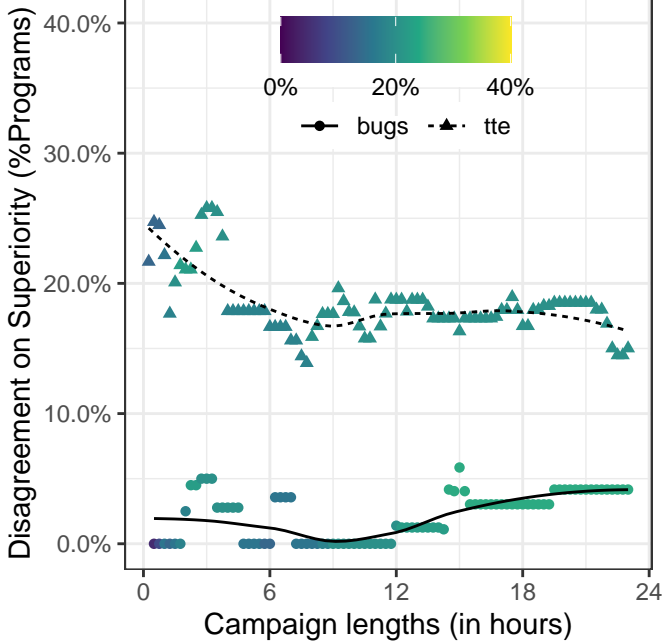 40.0%
30.0%
20.0%
10.0%
0.0%
Disagreement on Superiority (%Programs)
0% 20% 40%
bugs tte
0 6 12 18 24
Campaign lengths (in hours)